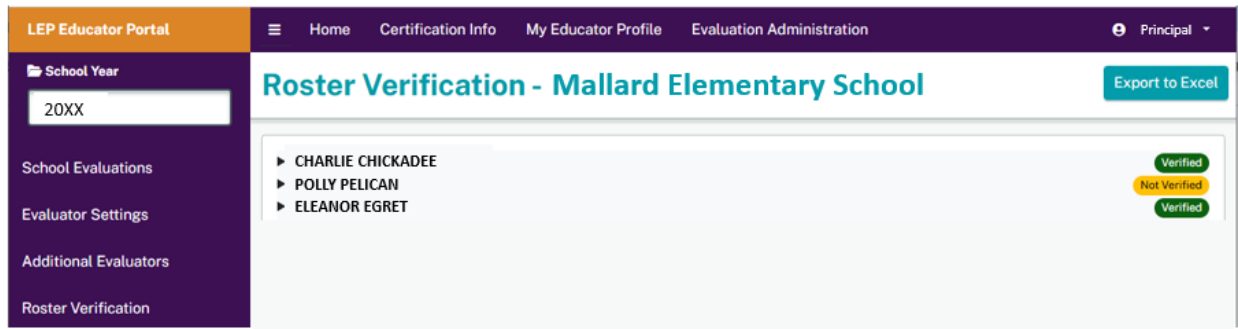 LEP Educator Portal
Home Certification Info My Educator Profile Evaluation Administration Principal
School Year
20XX
School Evaluations
Evaluator Settings
Additional Evaluators
Roster Verification
Roster Verification - Mallard Elementary School
Export to Excel
CHARLIE CHICKADEE Verified
POLLY PELICAN Not Verified
ELEANOR EGRET Verified